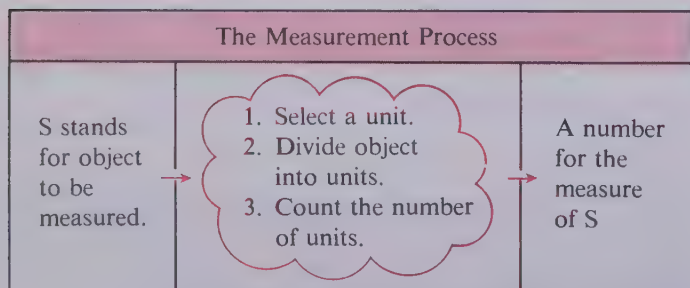 The Measurement Process
S stands
for object
to be
measured.
1. Select a unit.
2. Divide object
into units.
3. Count the number
of units.
A number
for the
measure
of S